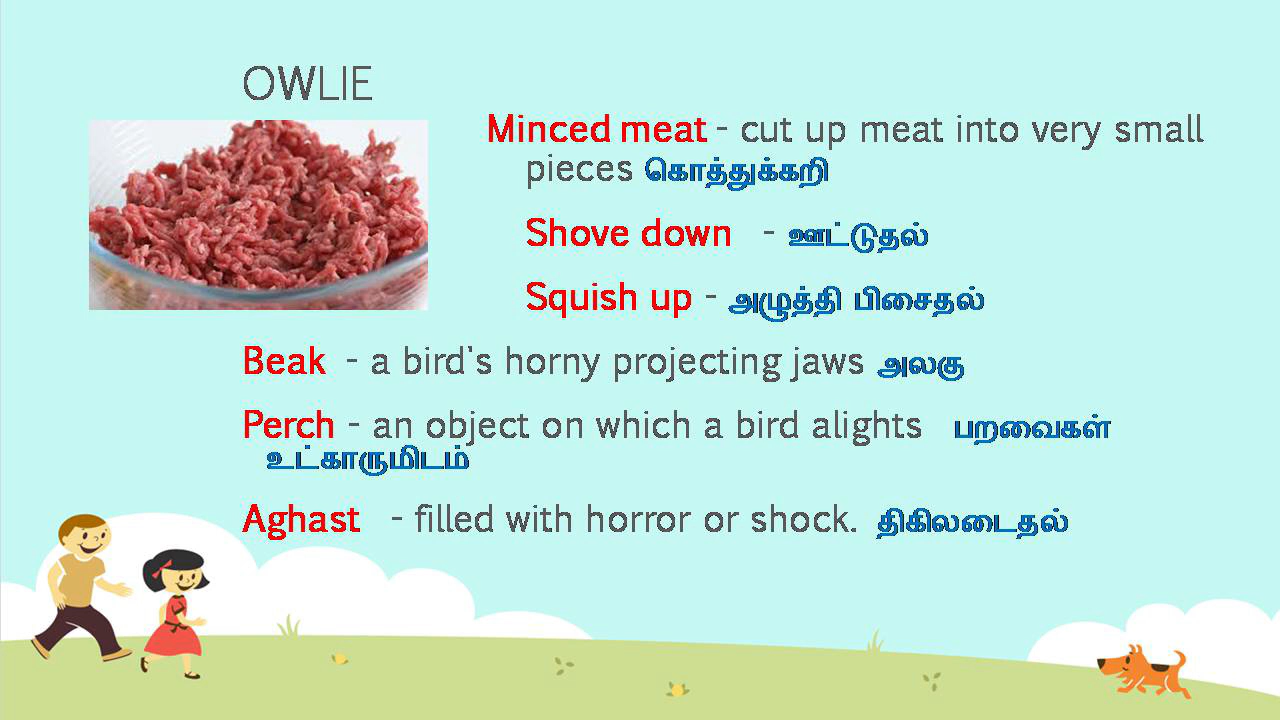 OWLIE
Minced meat - cut up meat into very small
pieces கொத்துக்கறி
Shove down - ஊட்டுதல்
Squish up - அழுத்தி பிசைதல்
Beak - a bird's horny projecting jaws அலகு
Perch - an object on which a bird alights பறவைகள்
உட்காருமிடம்
Aghast - filled with horror or shock. திகிலடைதல்